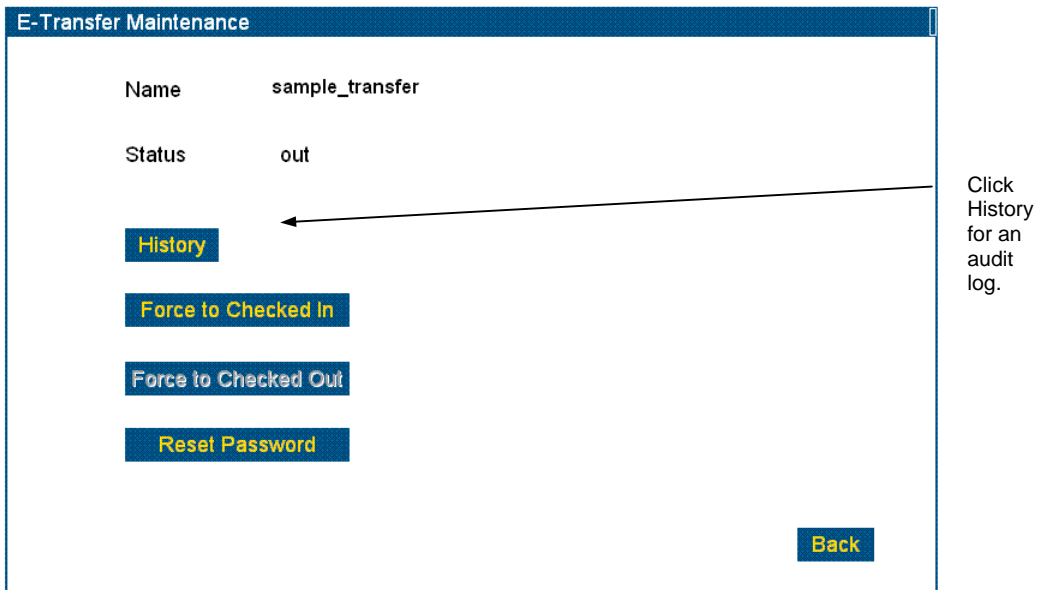 E-Transfer Maintenance
Name sample_transfer
Status out
Click
History
for an
audit
log.
History
Force to Checked In
Force to Checked Out
Reset Password
Back